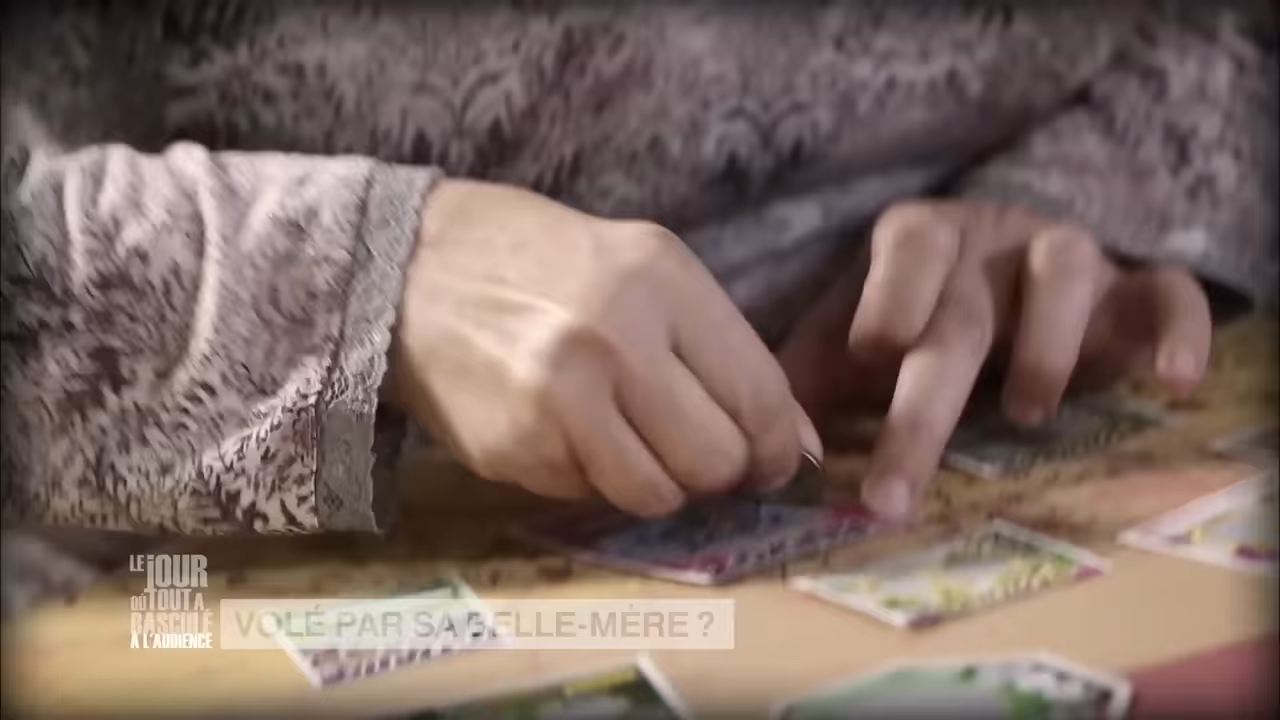 LE JOUR
OÙ TOUT A
BASCULÉ
À L'AUDIENCE
VOLÉ PAR SA BELLE-MÈRE ?